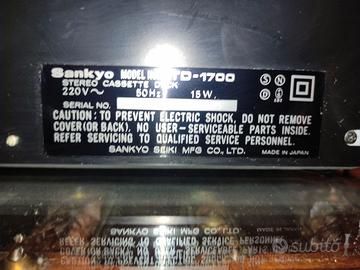 Sankyo MODEL NO. STD-1700
STEREO CASSETTE DECK
220V~ 50Hz 15W
SERIAL NO.
CAUTION: TO PREVENT ELECTRIC SHOCK, DO NOT REMOVE
COVER(OR BACK), NO USER-SERVICEABLE PARTS INSIDE.
REFER SERVICING TO QUALIFIED SERVICE PERSONNEL.
SANKYO SEIKI MFG CO., LTD. MADE IN JAPAN
subito